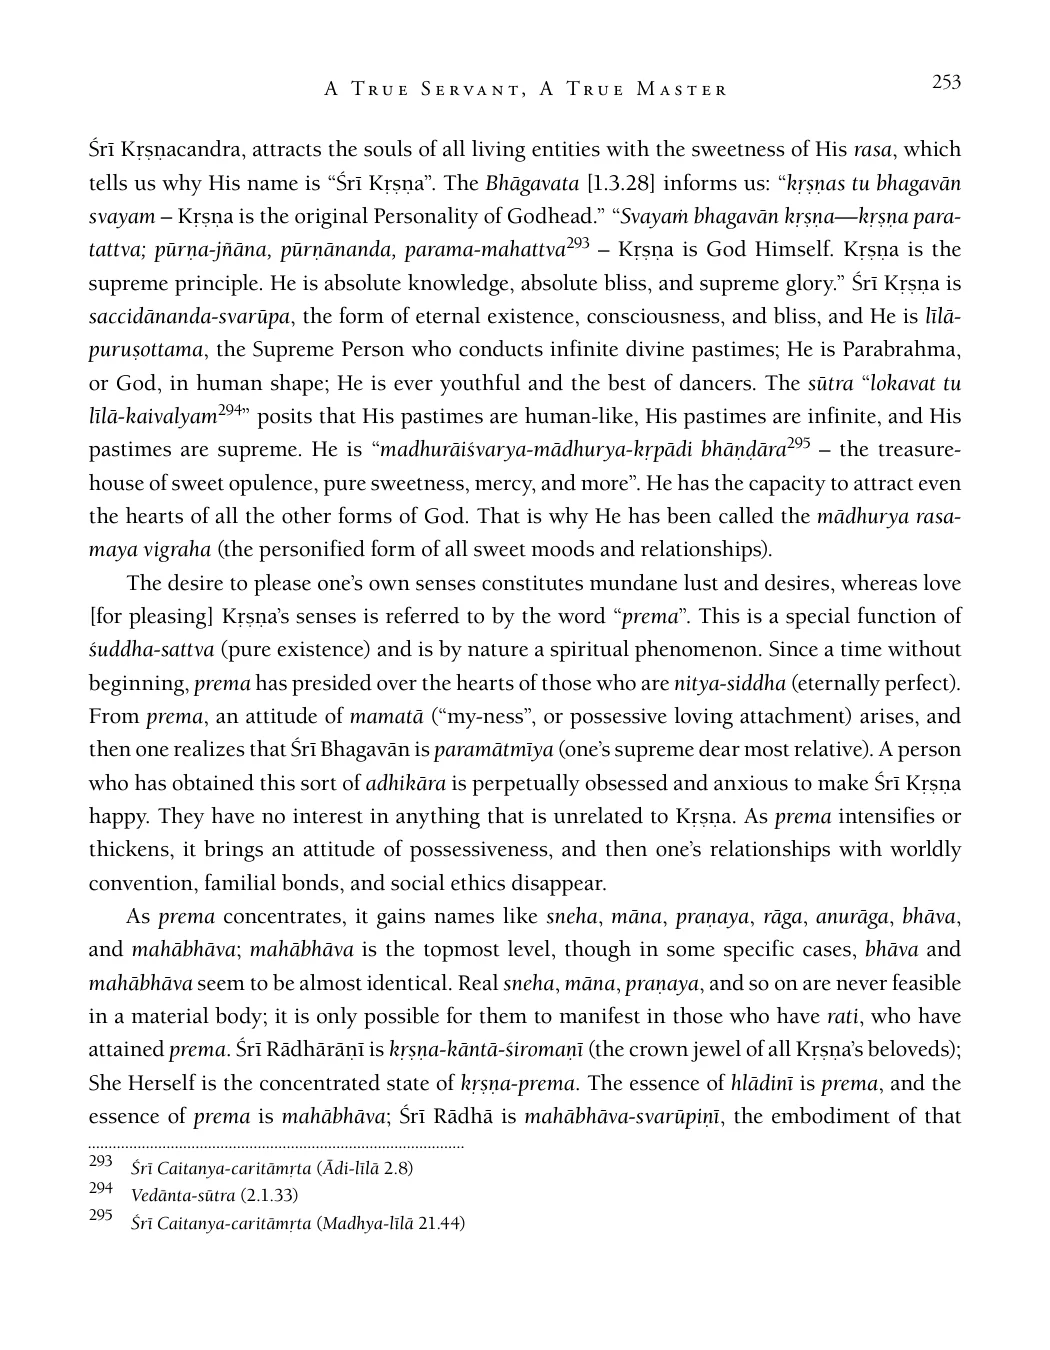 A True Servant, A True Master 253
Śrī Kṛṣṇacandra, attracts the souls of all living entities with the sweetness of His rasa, which
tells us why His name is “Śrī Kṛṣṇa”. The Bhāgavata [1.3.28] informs us: “kṛṣṇas tu bhagavān
svayam – Kṛṣṇa is the original Personality of Godhead.” “Svayaṁ bhagavān kṛṣṇa—kṛṣṇa para-
tattva; pūrṇa-jñāna, pūrṇānanda, parama-mahattva293 – Kṛṣṇa is God Himself. Kṛṣṇa is the
supreme principle. He is absolute knowledge, absolute bliss, and supreme glory.” Śrī Kṛṣṇa is
saccidānanda-svarūpa, the form of eternal existence, consciousness, and bliss, and He is līlā-
puruṣottama, the Supreme Person who conducts infinite divine pastimes; He is Parabrahma,
or God, in human shape; He is ever youthful and the best of dancers. The sūtra “lokavat tu
līlā-kaivalyam294” posits that His pastimes are human-like, His pastimes are infinite, and His
pastimes are supreme. He is “madhurāiśvarya-mādhurya-kṛpādi bhāṇḍāra295 – the treasure-
house of sweet opulence, pure sweetness, mercy, and more”. He has the capacity to attract even
the hearts of all the other forms of God. That is why He has been called the mādhurya rasa-
maya vigraha (the personified form of all sweet moods and relationships).
The desire to please one’s own senses constitutes mundane lust and desires, whereas love
[for pleasing] Kṛṣṇa’s senses is referred to by the word “prema”. This is a special function of
śuddha-sattva (pure existence) and is by nature a spiritual phenomenon. Since a time without
beginning, prema has presided over the hearts of those who are nitya-siddha (eternally perfect).
From prema, an attitude of mamatā (“my-ness”, or possessive loving attachment) arises, and
then one realizes that Śrī Bhagavān is paramātmīya (one’s supreme dear most relative). A person
who has obtained this sort of adhikāra is perpetually obsessed and anxious to make Śrī Kṛṣṇa
happy. They have no interest in anything that is unrelated to Kṛṣṇa. As prema intensifies or
thickens, it brings an attitude of possessiveness, and then one’s relationships with worldly
convention, familial bonds, and social ethics disappear.
As prema concentrates, it gains names like sneha, māna, praṇaya, rāga, anurāga, bhāva,
and mahābhāva; mahābhāva is the topmost level, though in some specific cases, bhāva and
mahābhāva seem to be almost identical. Real sneha, māna, praṇaya, and so on are never feasible
in a material body; it is only possible for them to manifest in those who have rati, who have
attained prema. Śrī Rādhārāṇī is kṛṣṇa-kāntā-śiromaṇī (the crown jewel of all Kṛṣṇa’s beloveds);
She Herself is the concentrated state of kṛṣṇa-prema. The essence of hlādinī is prema, and the
essence of prema is mahābhāva; Śrī Rādhā is mahābhāva-svarūpiṇī, the embodiment of that
293 Śrī Caitanya-caritāmṛta (Ādi-līlā 2.8)
294 Vedānta-sūtra (2.1.33)
295 Śrī Caitanya-caritāmṛta (Madhya-līlā 21.44)